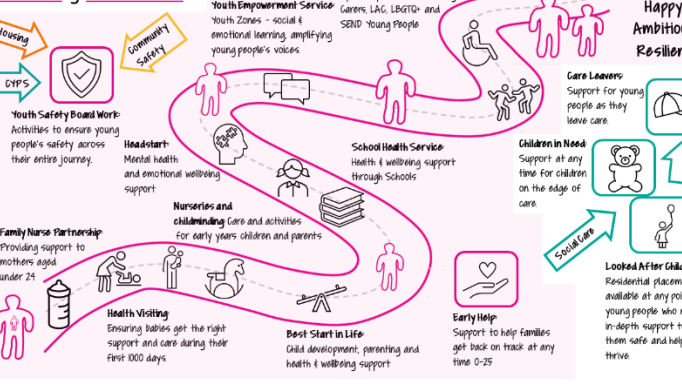 Youth Empowerment Service
Youth Zones - social &
emotional learning, amplifying
young people's voices
Carers, LAC, LBGTQ+ and
SEND Young People
Happy
Ambitio
Resilien
Housing
Community
Safety
CYPS
Youth Safety Board Work:
Activities to ensure young
people's safety across
their entire journey.
Headstart:
Mental health
and emotional wellbeing
support
School Health Service:
Health & wellbeing support
through Schools
Care Leavers:
Support for young
people as they
leave care.
Children in Need:
Support at any
time for children
on the edge of
care.
Social Care
Nurseries and
childminding: Care and activities
for early years children and parents
Family Nurse Partnership:
Providing support to
mothers aged
under 24
Health Visiting:
Ensuring babies get the right
support and care during their
first 1000 days
Best Start in Life:
Child development, parenting and
health & wellbeing support
Early Help:
Support to help families
get back on track at any
time 0-25
Looked After Child
Residential placem
available at any poi
young people who n
in-depth support t
them safe and help
thrive.